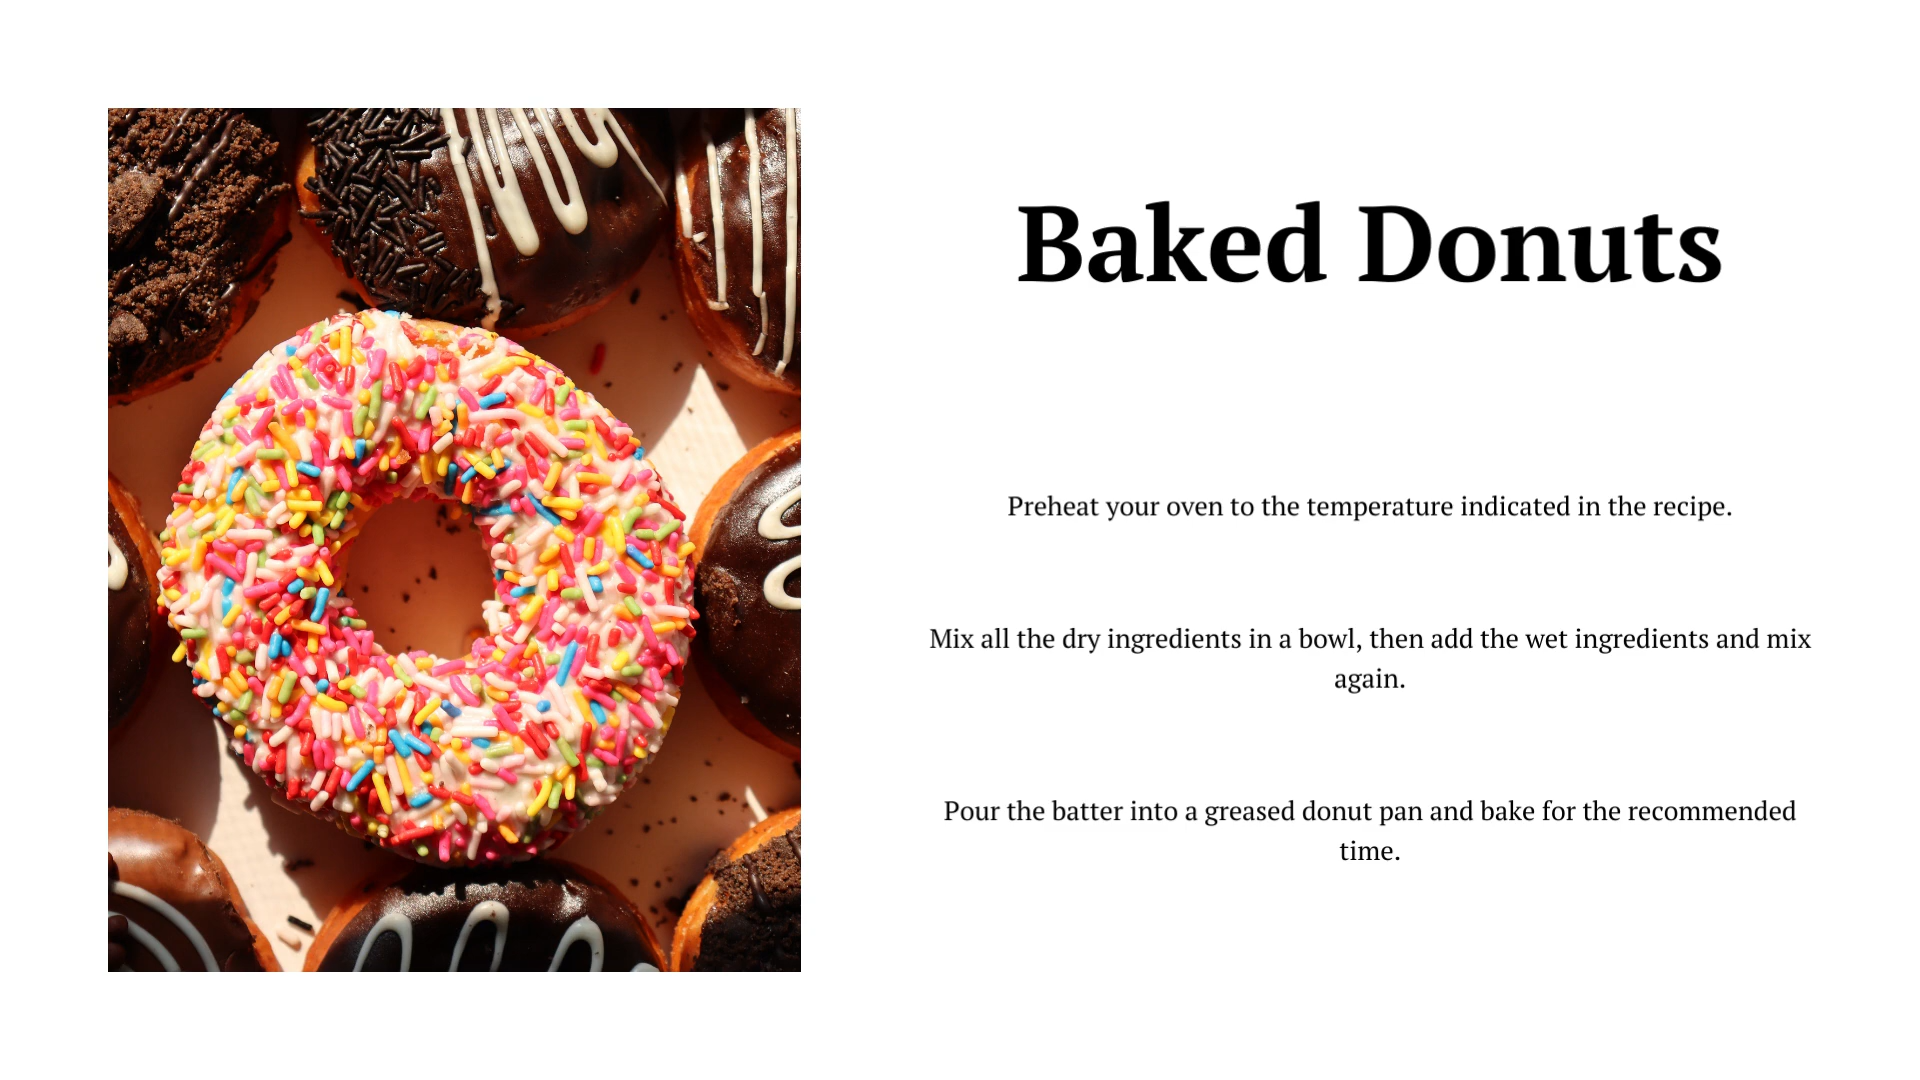 Baked Donuts
Preheat your oven to the temperature indicated in the recipe.
Mix all the dry ingredients in a bowl, then add the wet ingredients and mix
again.
Pour the batter into a greased donut pan and bake for the recommended
time.